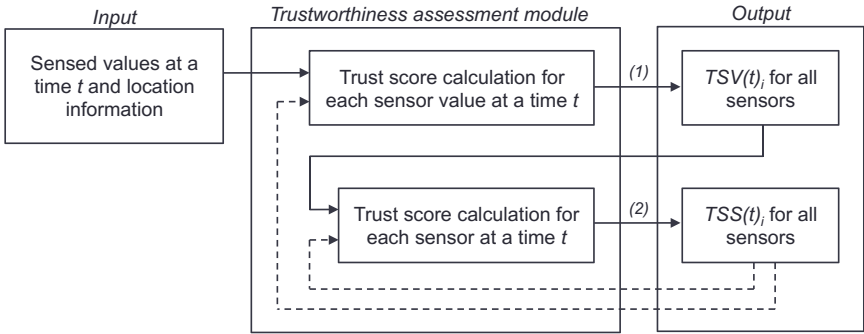 Input
Trustworthiness assessment module
Output
Sensed values at a
time t and location
information
Trust score calculation for
each sensor value at a time t
(1)
TSV(t)i for all
sensors
Trust score calculation for
each sensor at a time t
(2)
TSS(t)i for all
sensors